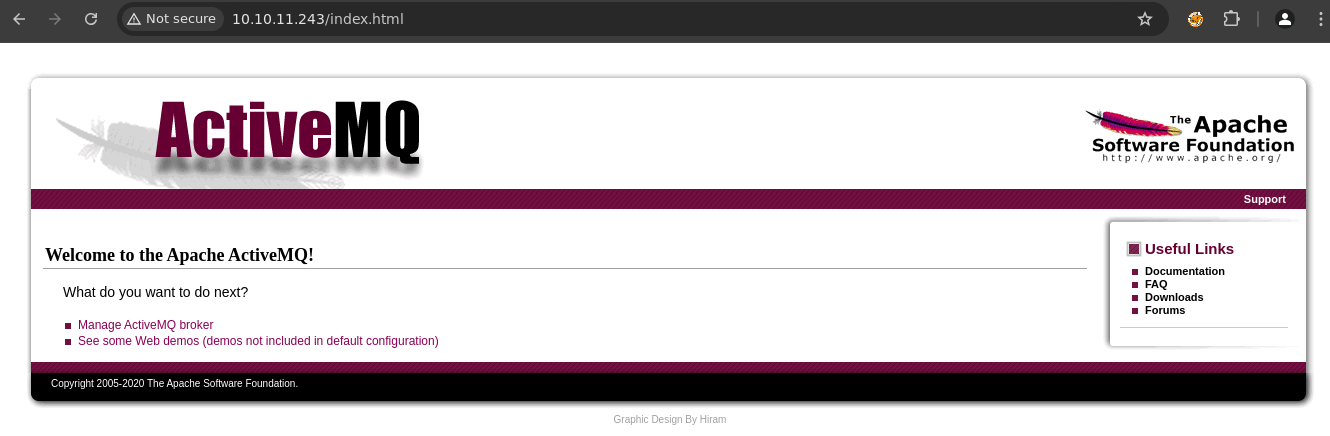 Not secure 10.10.11.243/index.html
ActiveMQ
The Apache
Software Foundation
http://www.apache.org/
Support
Welcome to the Apache ActiveMQ!
What do you want to do next?
Manage ActiveMQ broker
See some Web demos (demos not included in default configuration)
Useful Links
Documentation
FAQ
Downloads
Forums
Copyright 2005-2020 The Apache Software Foundation.
Graphic Design By Hiram